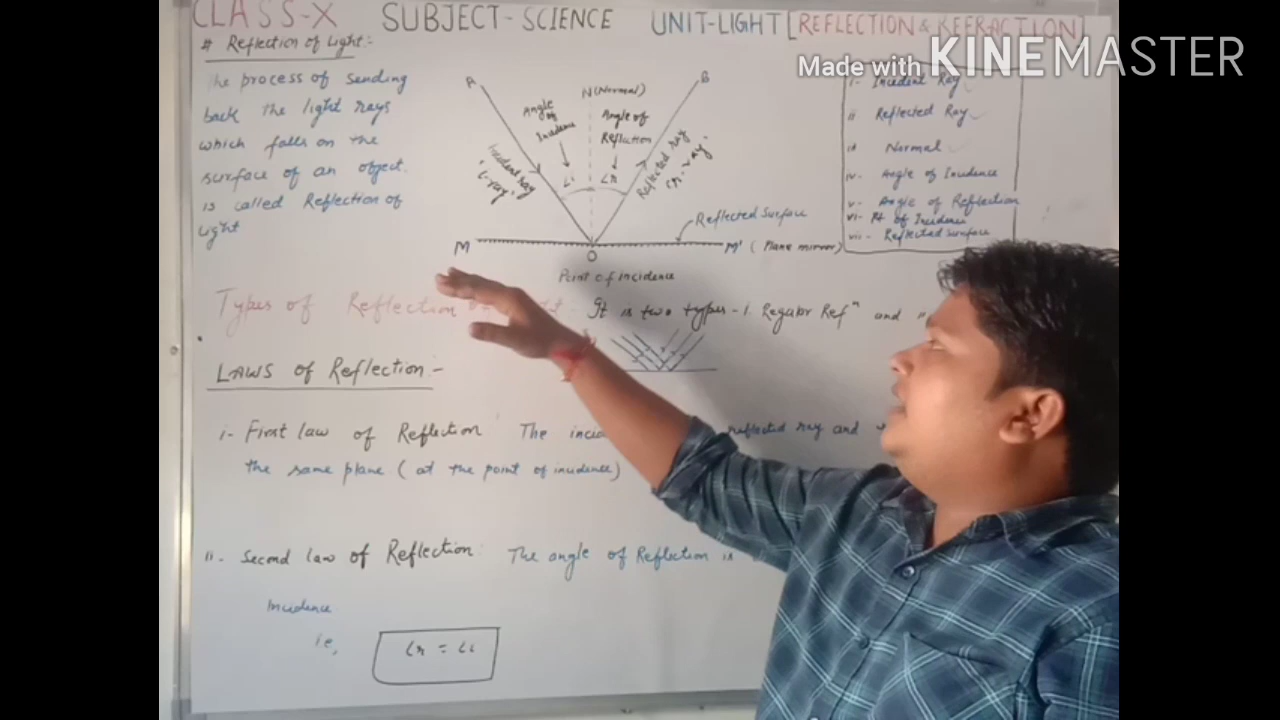 CLASS-X SUBJECT-SCIENCE UNIT-LIGHT [REFLECTION & REFRACTION]
Made with KINEMASTER
# Reflection of Light:-
The process of sending
back the light rays
which falls on the
surface of an object.
is called Reflection of
Light
A
N (Normal)
B
Angle
of
Incidence
Angle of
Reflection
Incident ray
"i-ray"
∠i
∠r
Reflected ray
(r-ray)
Reflected Surface
M
M' (Plane mirror)
O
Point of incidence
i- Incident Ray
ii Reflected Ray
Normal
iv- Angle of Incidence
v- Angle of Reflection
vi- Pt of Incidence
vii- Reflected Surface
Types of Reflection It is two types - 1. Regular Refⁿ and
LAWS of Reflection:-
i- First law of Reflection The reflected ray and
the same plane (at the point of incidence)
ii- Second law of Reflection: The angle of Reflection is
Incidence
ie,
∠r = ∠i